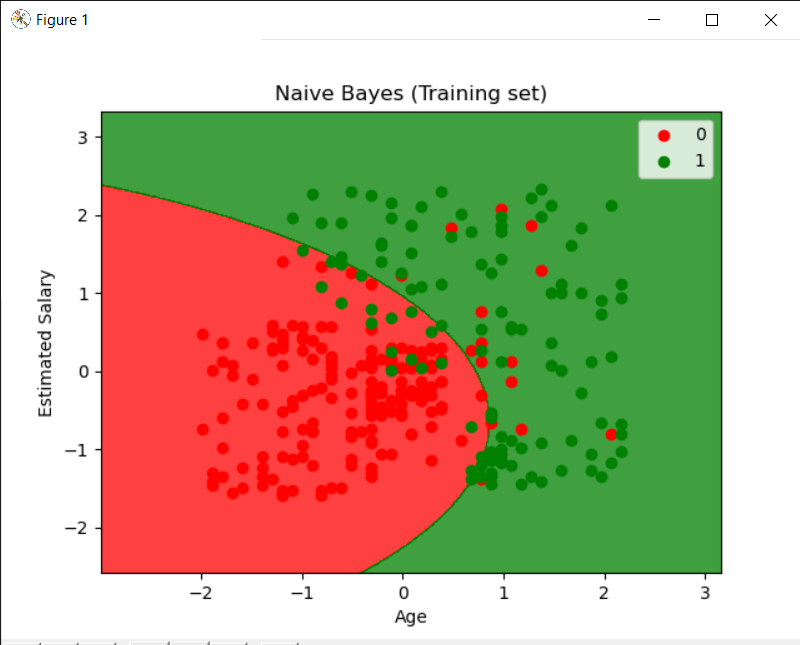 Figure 1
Naive Bayes (Training set)
0
1
3
2
1
0
−1
−2
Estimated Salary
−2 −1 0 1 2 3
Age